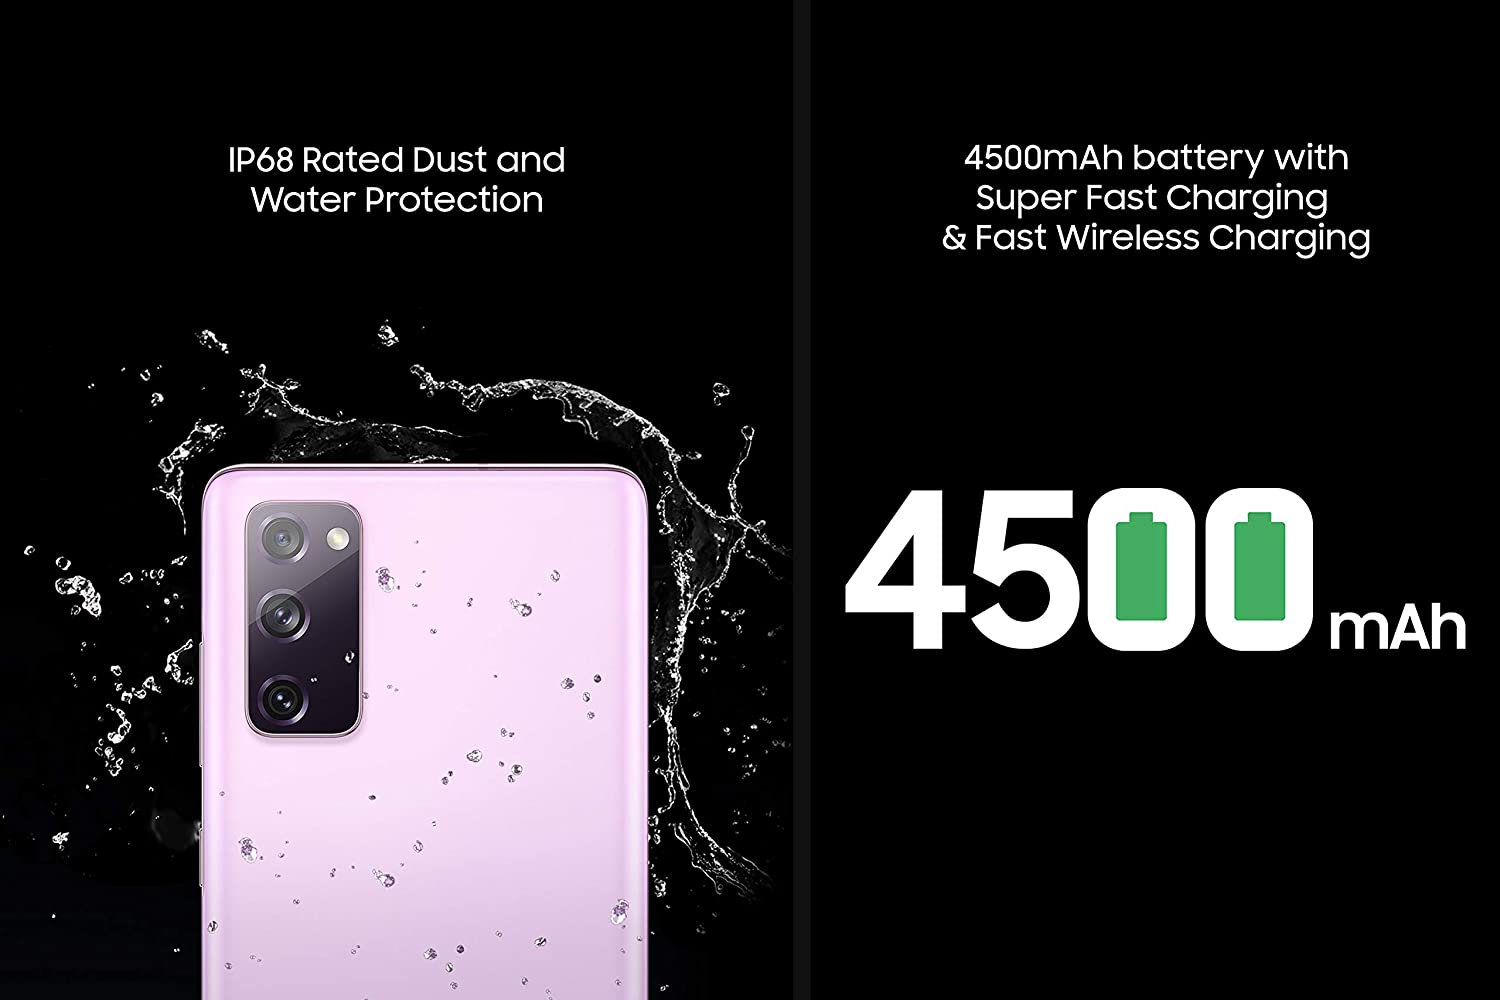 IP68 Rated Dust and
Water Protection
4500mAh battery with
Super Fast Charging
& Fast Wireless Charging
4500 mAh